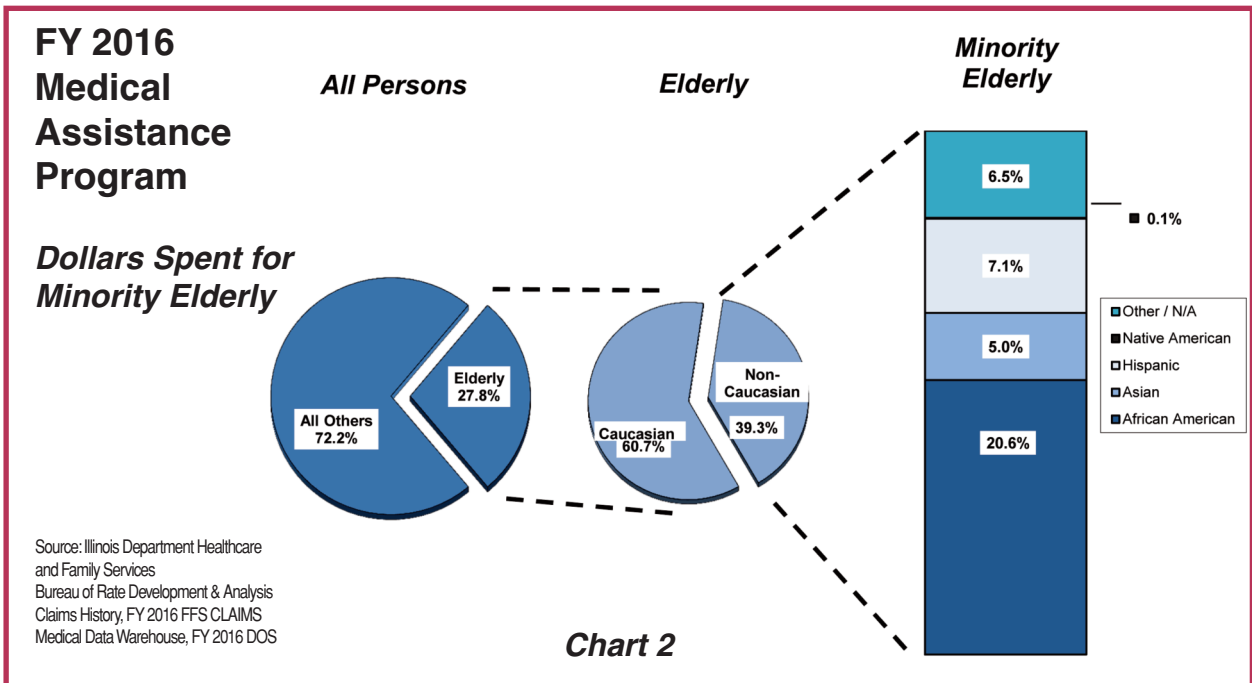 FY 2016
Medical
Assistance
Program
Dollars Spent for
Minority Elderly
All Persons
Elderly
Minority
Elderly
All Others
72.2%
Elderly
27.8%
Caucasian
60.7%
Non-
Caucasian
39.3%
6.5%
0.1%
7.1%
5.0%
20.6%
Other / N/A
Native American
Hispanic
Asian
African American
Source: Illinois Department Healthcare
and Family Services
Bureau of Rate Development & Analysis
Claims History, FY 2016 FFS CLAIMS
Medical Data Warehouse, FY 2016 DOS
Chart 2